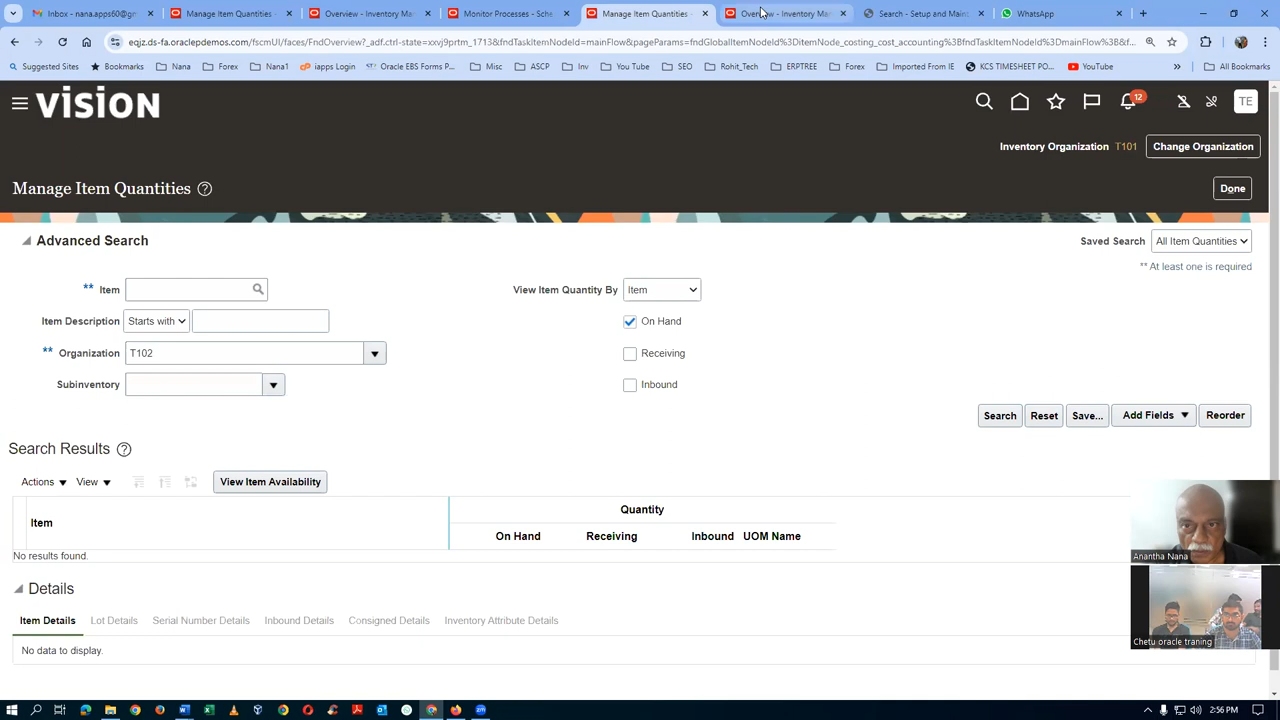 Inbox - nana.apps60@gm
Manage Item Quantities -
Overview - Inventory Man
Monitor Processes - Sche
Manage Item Quantities -
Overview - Inventory Man
Search - Setup and Maint
WhatsApp
eqjz.ds-fa.oraclepdemos.com/fscmUI/faces/FndOverview?_adf.ctrl-state=xxvj9prtm_1713&fndTaskItemNodeId=mainFlow&pageParams=fndGlobalItemNodeId%3DitemNode_costing_cost_accounting%3BfndTaskItemNodeId%3DmainFlow%3B&f...
Suggested Sites
Bookmarks
Nana
Forex
Nana1
iapps Login
Oracle EBS Forms P...
Misc
ASCP
Inv
You Tube
SEO
Rohit_Tech
ERPTREE
Forex
Imported From IE
KCS TIMESHEET PO...
YouTube
»
All Bookmarks
VISION
12
TE
Inventory Organization T101 Change Organization
Manage Item Quantities ?
Done
Advanced Search
Saved Search All Item Quantities
** At least one is required
** Item
View Item Quantity By Item
Item Description Starts with
On Hand
** Organization T102
Receiving
Subinventory
Inbound
Search Reset Save... Add Fields Reorder
Search Results ?
Actions View View Item Availability
Quantity
Item
On Hand Receiving Inbound UOM Name
No results found.
Details
Item Details Lot Details Serial Number Details Inbound Details Consigned Details Inventory Attribute Details
No data to display.
Anantha Nana
Chetu oracle traning
2:56 PM